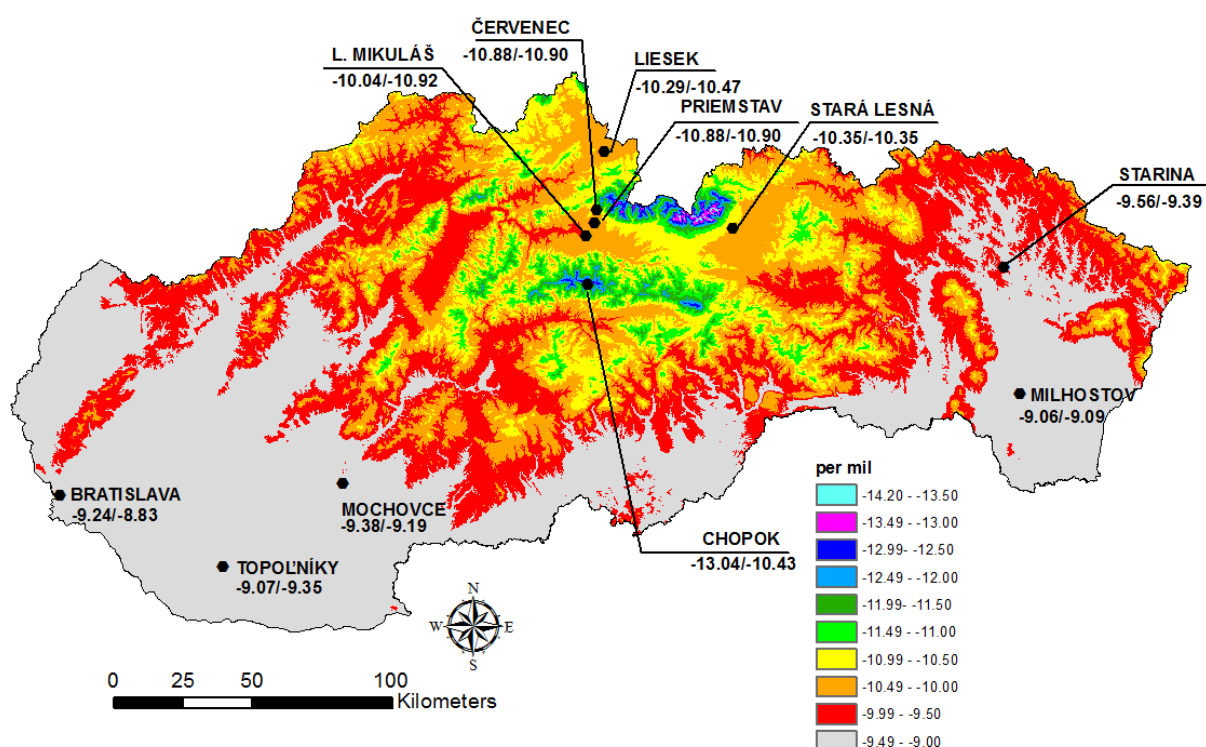 ČERVENEC
-10.88/-10.90
L. MIKULÁŠ
-10.04/-10.92
LIESEK
-10.29/-10.47
PRIEMSTAV
-10.88/-10.90
STARÁ LESNÁ
-10.35/-10.35
STARINA
-9.56/-9.39
MILHOSTOV
-9.06/-9.09
BRATISLAVA
-9.24/-8.83
MOCHOVCE
-9.38/-9.19
TOPOĽNÍKY
-9.07/-9.35
CHOPOK
-13.04/-10.43
N
W E
S
0 25 50 100
Kilometers
per mil
-14.20 - -13.50
-13.49 - -13.00
-12.99- -12.50
-12.49 - -12.00
-11.99- -11.50
-11.49 - -11.00
-10.99 - -10.50
-10.49 - -10.00
-9.99 - -9.50
-9.49 - -9.00